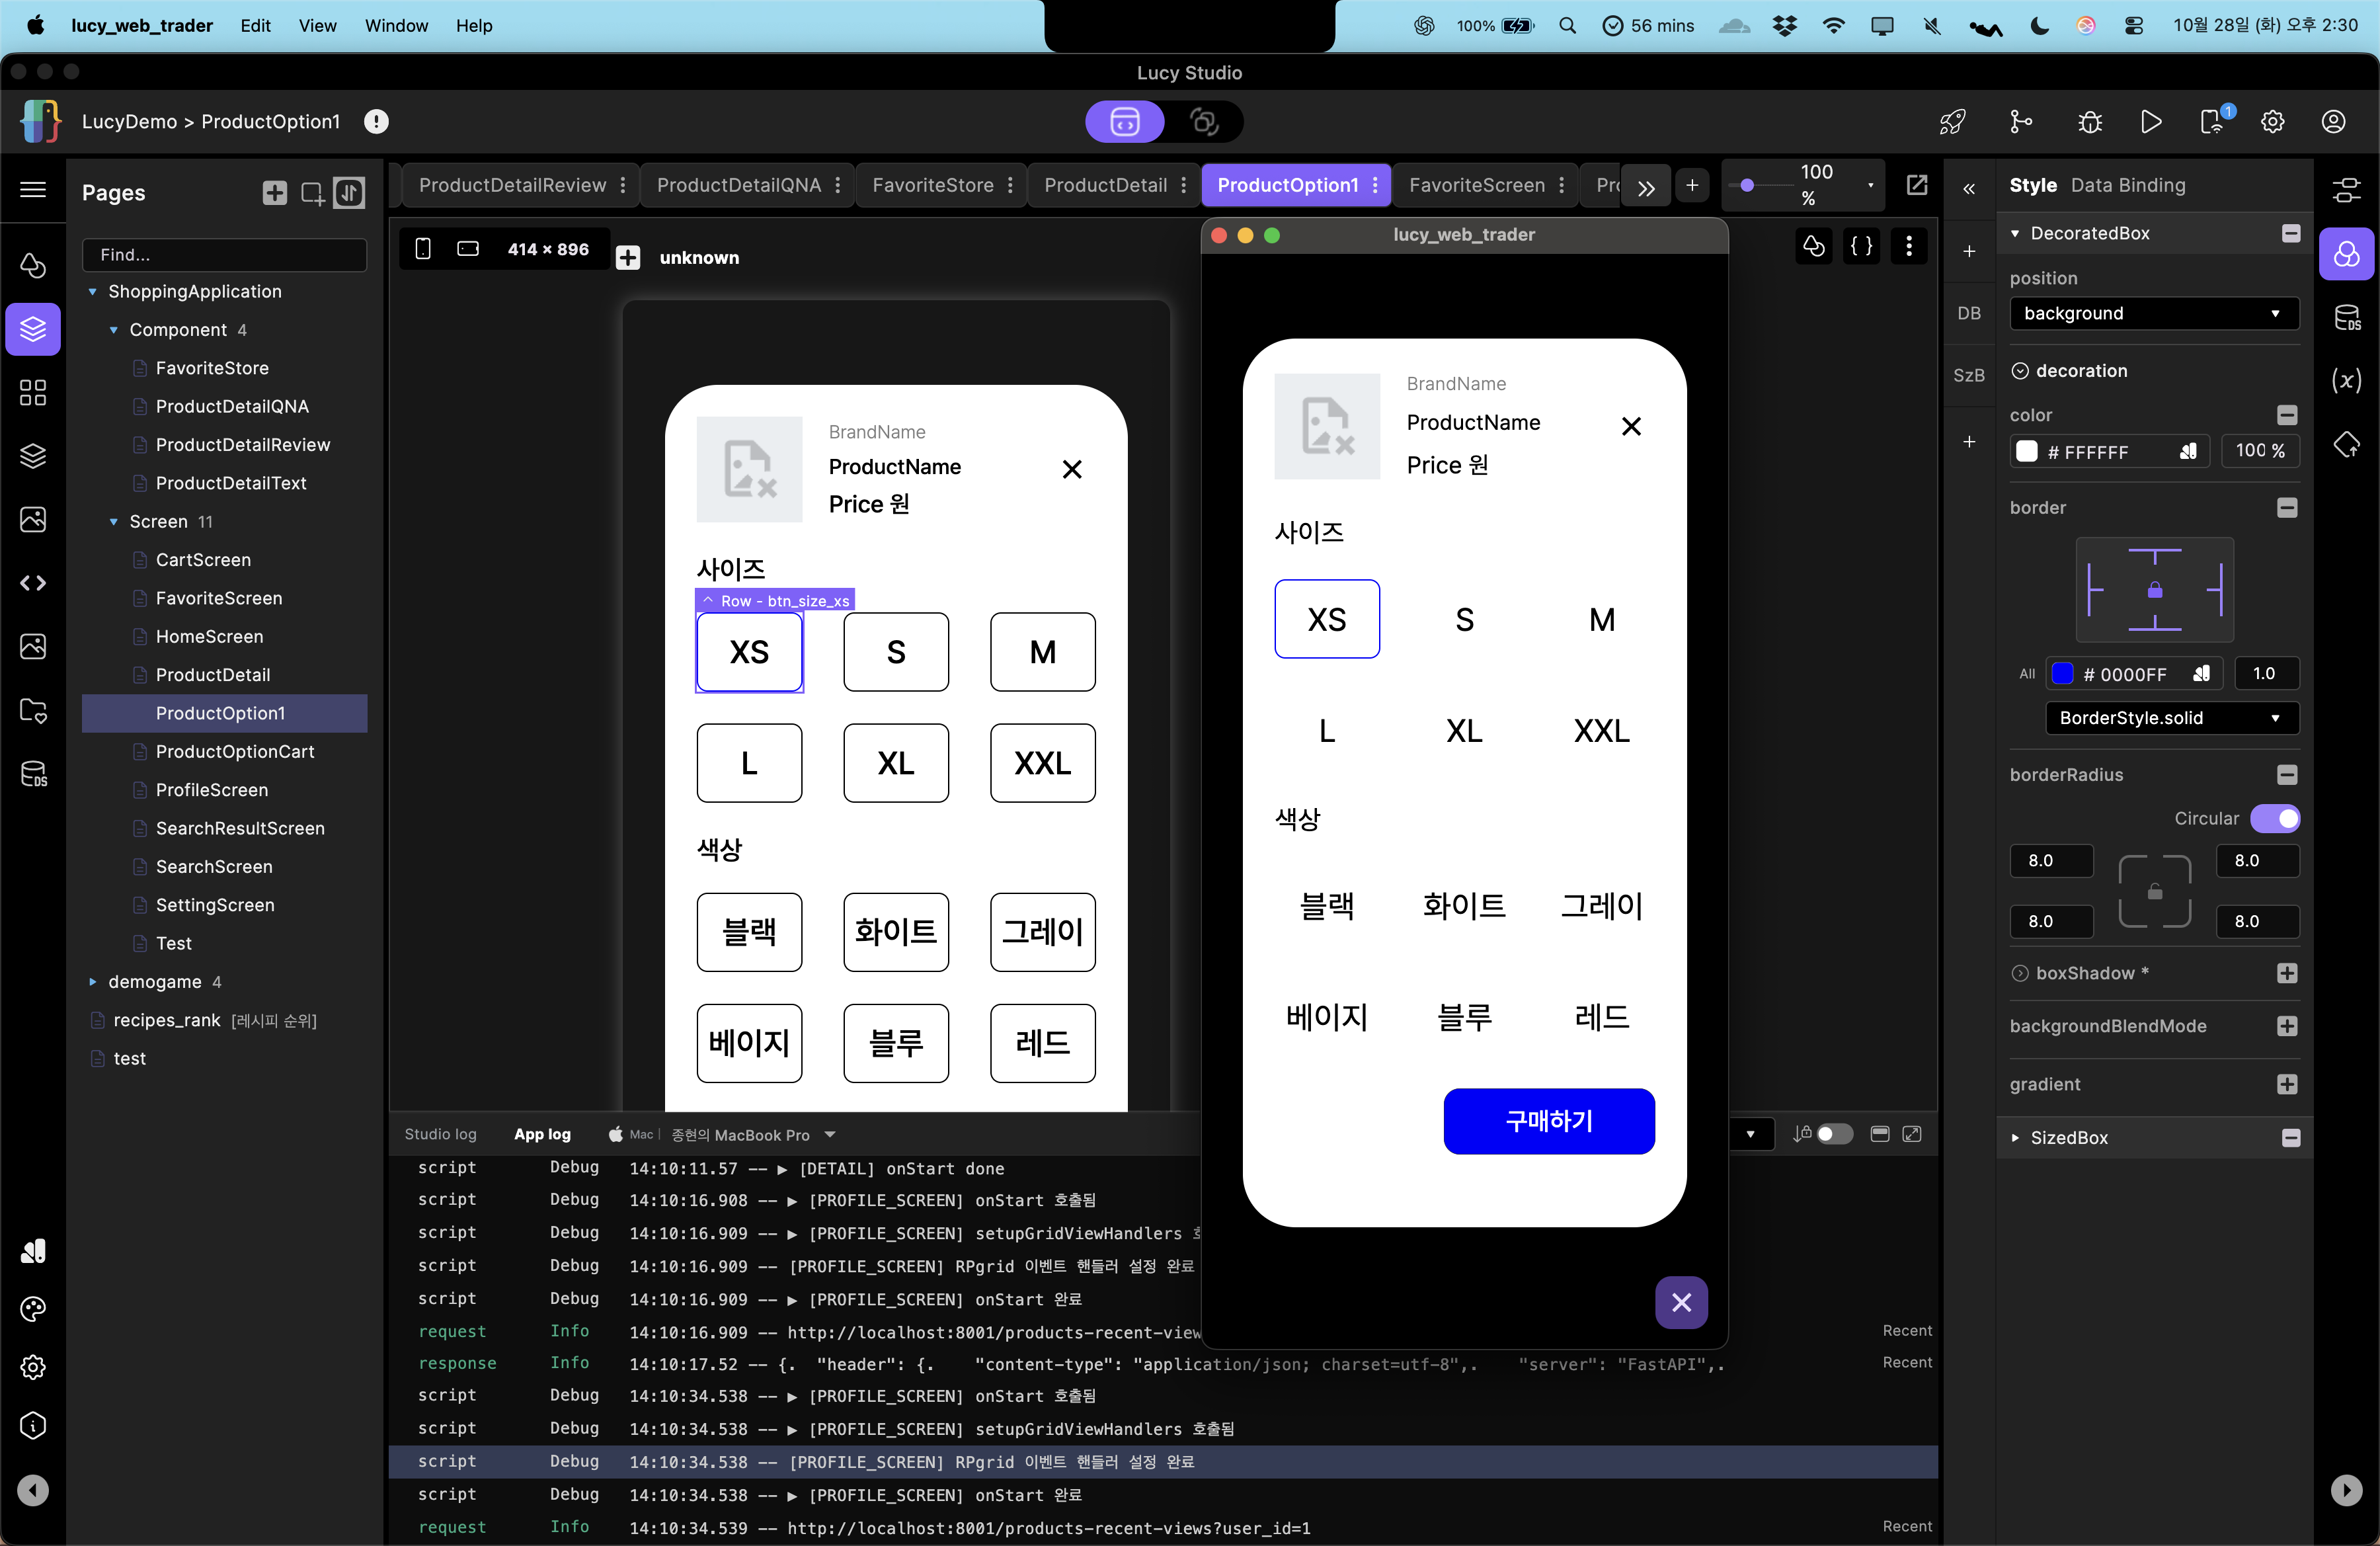 lucy_web_trader Edit View Window Help
100% 56 mins 10월 28일 (화) 오후 2:30
Lucy Studio
LucyDemo > ProductOption1
1
Pages
Find...
ShoppingApplication
Component 4
FavoriteStore
ProductDetailQNA
ProductDetailReview
ProductDetailText
Screen 11
CartScreen
FavoriteScreen
HomeScreen
ProductDetail
ProductOption1
ProductOptionCart
ProfileScreen
SearchResultScreen
SearchScreen
SettingScreen
Test
demogame 4
recipes_rank [레시피 순위]
test
DS
ProductDetailReview ProductDetailQNA FavoriteStore ProductDetail ProductOption1 FavoriteScreen Prc
100 %
414 × 896
unknown
BrandName
ProductName
Price 원
사이즈
Row - btn_size_xs
XS S M
L XL XXL
색상
블랙 화이트 그레이
베이지 블루 레드
lucy_web_trader
{ }
BrandName
ProductName
Price 원
사이즈
XS S M
L XL XXL
색상
블랙 화이트 그레이
베이지 블루 레드
구매하기
Studio log App log Mac 종현의 MacBook Pro
script Debug 14:10:11.57 -- ▶ [DETAIL] onStart done
script Debug 14:10:16.908 -- ▶ [PROFILE_SCREEN] onStart 호출됨
script Debug 14:10:16.909 -- ▶ [PROFILE_SCREEN] setupGridViewHandlers
script Debug 14:10:16.909 -- [PROFILE_SCREEN] RPgrid 이벤트 핸들러 설정 완료
script Debug 14:10:16.909 -- ▶ [PROFILE_SCREEN] onStart 완료
request Info 14:10:16.909 -- http://localhost:8001/products-recent-view Recent
response Info 14:10:17.52 -- {. "header": {. "content-type": "application/json; charset=utf-8",. "server": "FastAPI",. Recent
script Debug 14:10:34.538 -- ▶ [PROFILE_SCREEN] onStart 호출됨
script Debug 14:10:34.538 -- ▶ [PROFILE_SCREEN] setupGridViewHandlers 호출됨
script Debug 14:10:34.538 -- [PROFILE_SCREEN] RPgrid 이벤트 핸들러 설정 완료
script Debug 14:10:34.538 -- ▶ [PROFILE_SCREEN] onStart 완료
request Info 14:10:34.539 -- http://localhost:8001/products-recent-views?user_id=1 Recent
DB
SzB
Style Data Binding
DecoratedBox
position
background
decoration
color
# FFFFFF 100 %
border
All # 0000FF 1.0
BorderStyle.solid
borderRadius
Circular
8.0 8.0
8.0 8.0
boxShadow *
backgroundBlendMode
gradient
SizedBox
DS
(x)